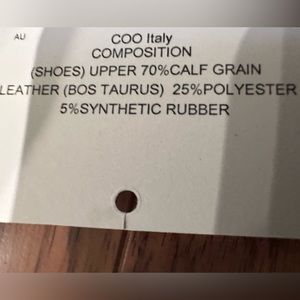 AU
COO Italy
COMPOSITION
(SHOES) UPPER 70%CALF GRAIN
LEATHER (BOS TAURUS) 25%POLYESTER
5%SYNTHETIC RUBBER